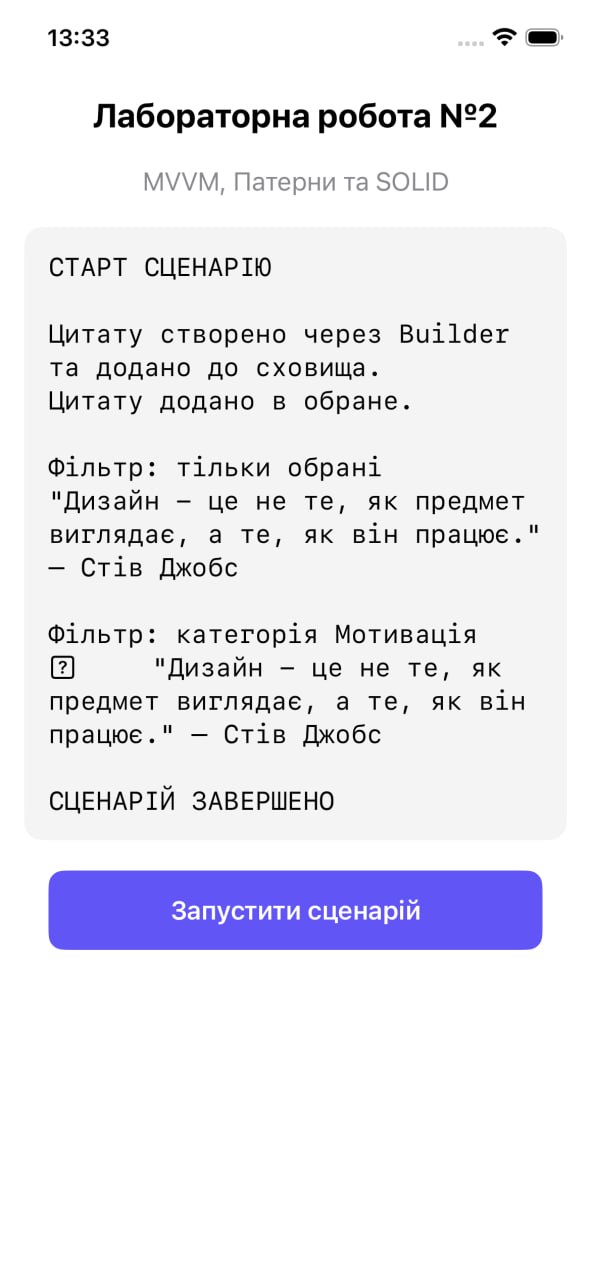 13:33
Лабораторна робота №2
MVVM, Патерни та SOLID
СТАРТ СЦЕНАРІЮ
Цитату створено через Builder
та додано до сховища.
Цитату додано в обране.
Фільтр: тільки обрані
"Дизайн — це не те, як предмет
виглядає, а те, як він працює."
— Стів Джобс
Фільтр: категорія Мотивація
"Дизайн — це не те, як
предмет виглядає, а те, як він
працює." — Стів Джобс
СЦЕНАРІЙ ЗАВЕРШЕНО
Запустити сценарій